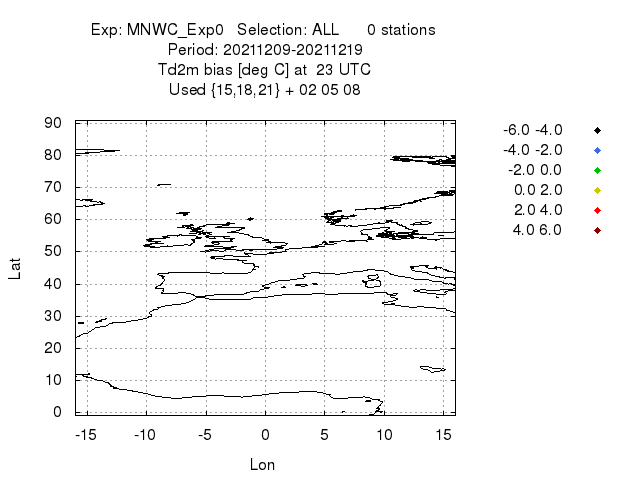 Exp: MNWC_Exp0   Selection: ALL      0 stations
Period: 20211209-20211219
Td2m bias [deg C] at  23 UTC
Used {15,18,21} + 02 05 08
-6.0 -4.0
-4.0 -2.0
-2.0 0.0
0.0 2.0
2.0 4.0
4.0 6.0
90
80
70
60
50
40
30
20
10
0
Lat
-15 -10 -5 0 5 10 15
Lon